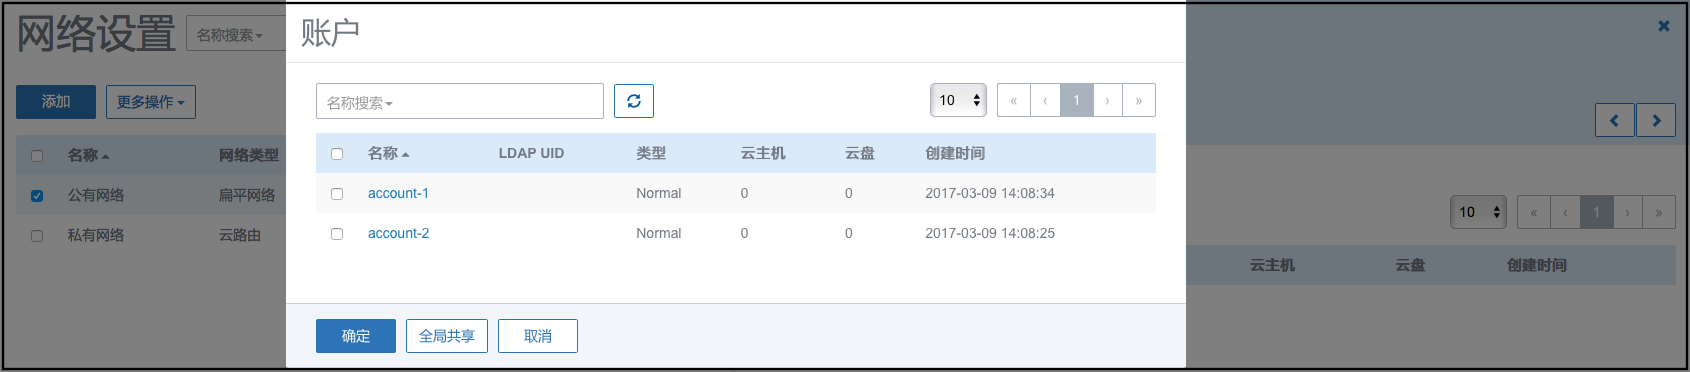 网络设置 名称搜索
添加 更多操作
名称 网络类型
公有网络 扁平网络
私有网络 云路由
账户
名称搜索 10 « ‹ 1 › »
名称 LDAP UID 类型 云主机 云盘 创建时间
account-1 Normal 0 0 2017-03-09 14:08:34
account-2 Normal 0 0 2017-03-09 14:08:25
确定 全局共享 取消
10 « ‹ 1 › »
云主机 云盘 创建时间